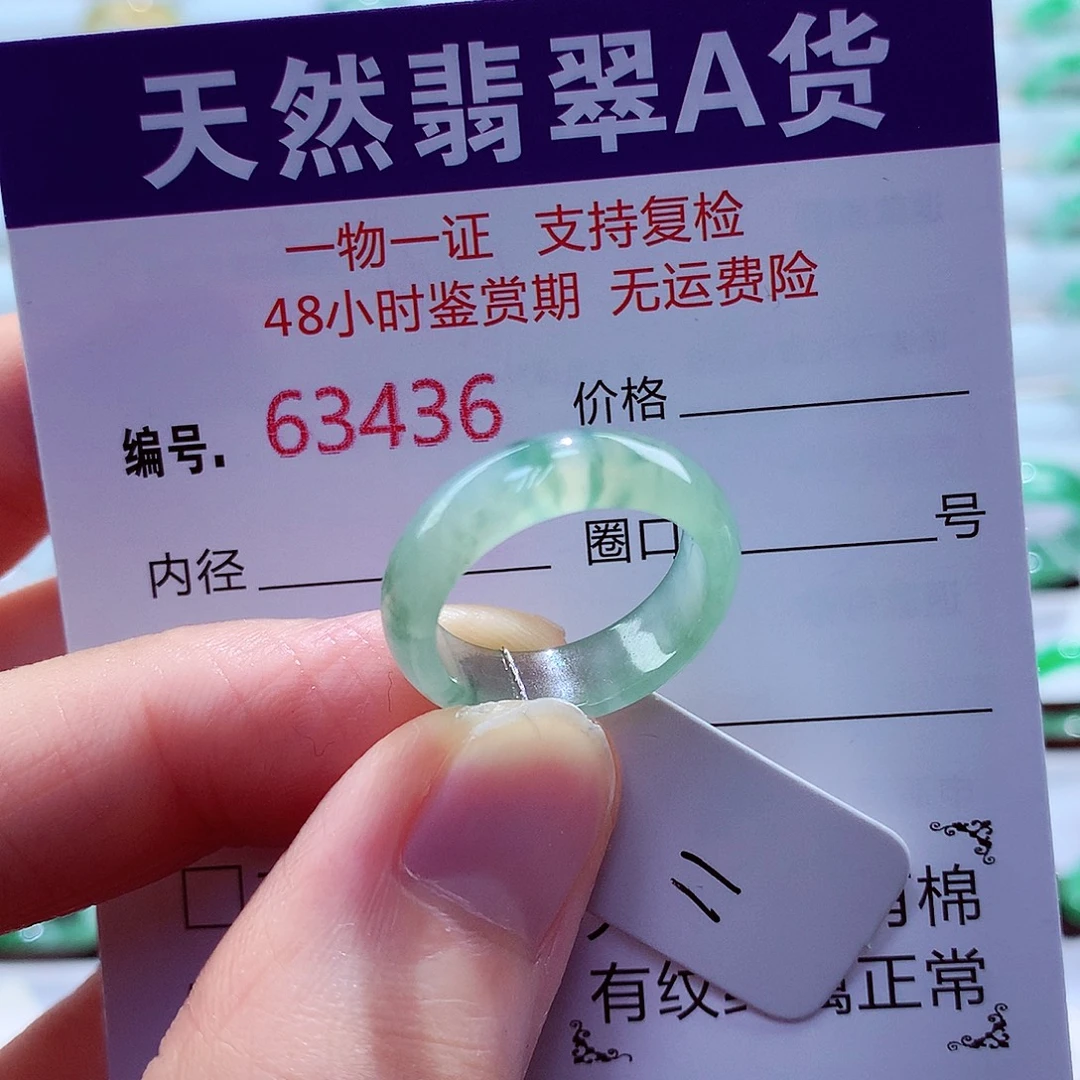 天然翡翠A货
一物一证 支持复检
48小时鉴赏期 无运费险
编号. 63436 价格
内径 圈口 号
二
棉
有纹 正常